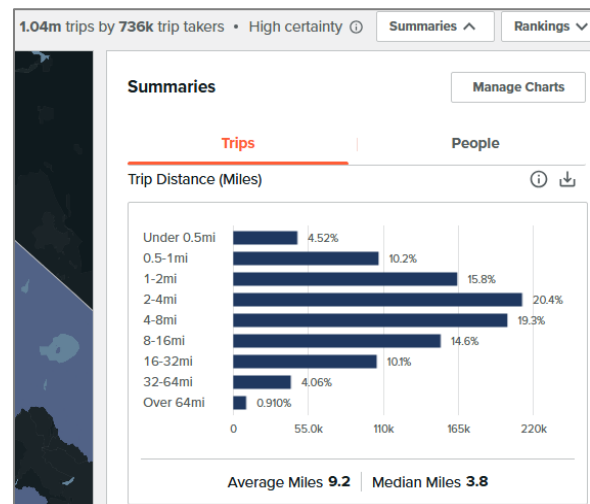 1.04m trips by 736k trip takers • High certainty
Summaries
Rankings
Summaries
Manage Charts
Trips
People
Trip Distance (Miles)
Under 0.5mi 4.52%
0.5-1mi 10.2%
1-2mi 15.8%
2-4mi 20.4%
4-8mi 19.3%
8-16mi 14.6%
16-32mi 10.1%
32-64mi 4.06%
Over 64mi 0.910%
0 55.0k 110k 165k 220k
Average Miles 9.2 Median Miles 3.8